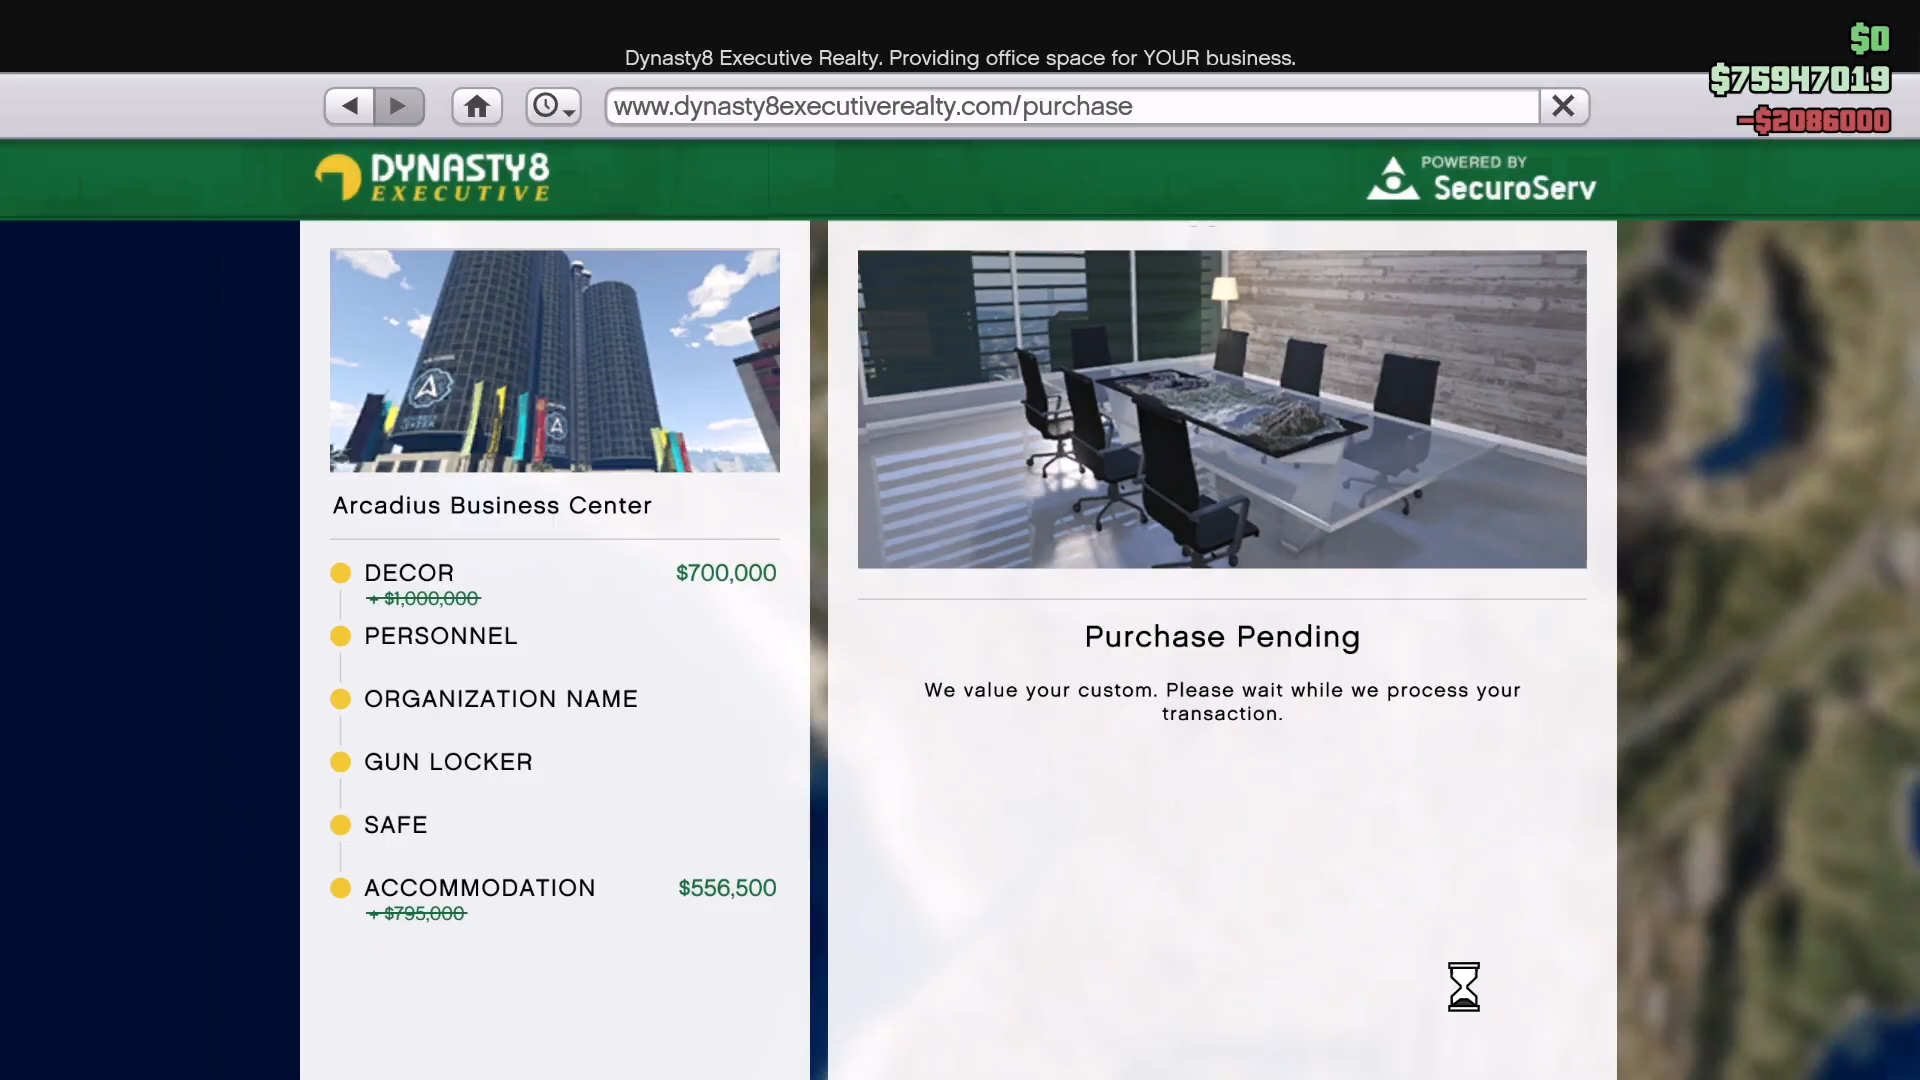 Dynasty8 Executive Realty. Providing office space for YOUR business.
$0
$75947019
-$2086000
www.dynasty8executiverealty.com/purchase
DYNASTY8
EXECUTIVE
POWERED BY
SecuroServ
Arcadius Business Center
DECOR $700,000
+ $1,000,000
PERSONNEL
ORGANIZATION NAME
GUN LOCKER
SAFE
ACCOMMODATION $556,500
+ $795,000
Purchase Pending
We value your custom. Please wait while we process your
transaction.